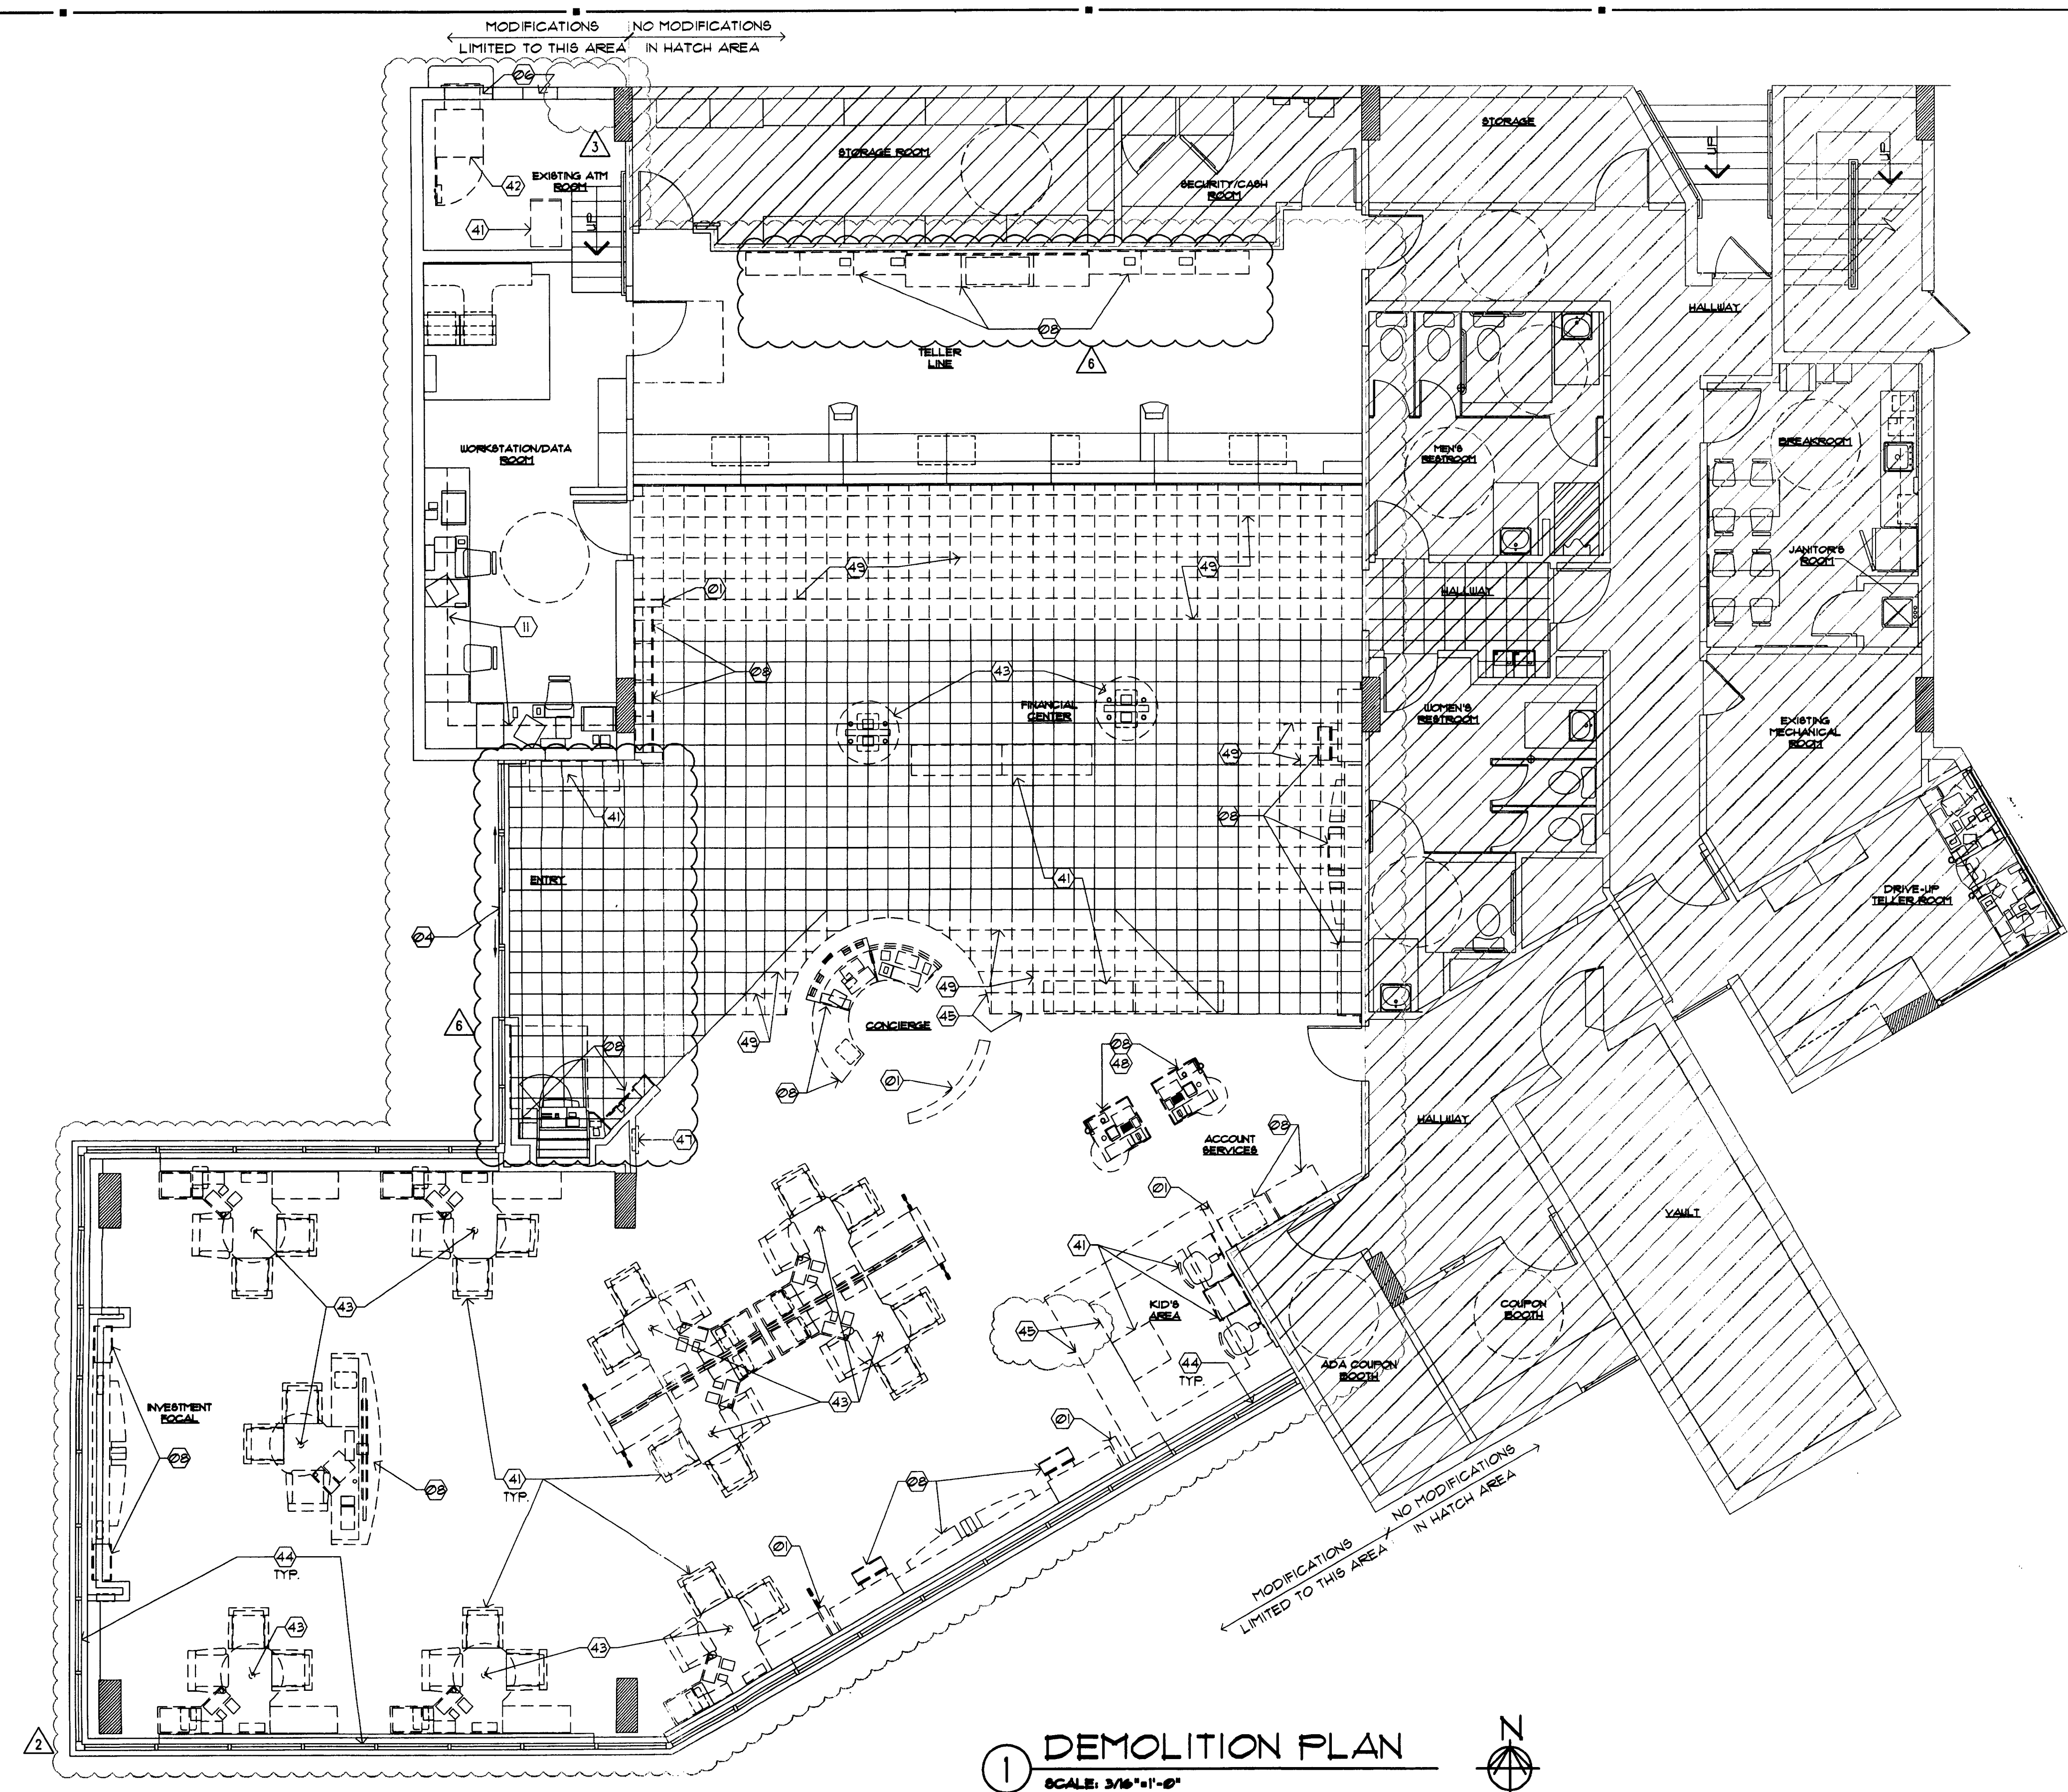 MODIFICATIONS
LIMITED TO THIS AREA
NO MODIFICATIONS
IN HATCH AREA
06
3
42
EXISTING ATM
ROOM
41
UP
STORAGE ROOM
SECURITY/CASH
ROOM
STORAGE
UP
UP
HALLWAY
08
TELLER
LINE
6
WORKSTATION/DATA
ROOM
MEN'S
RESTROOM
BREAKROOM
JANITOR'S
ROOM
49
49
01
11
08
HALLWAY
43
FINANCIAL
CENTER
WOMEN'S
RESTROOM
EXISTING
MECHANICAL
ROOM
49
41
08
ENTRY
41
04
DRIVE-UP
TELLER ROOM
49
45
CONCIERGE
6
49
08
08
01
08
48
47
ACCOUNT
SERVICES
08
HALLWAY
01
VAULT
41
43
KID'S
AREA
45
COUPON
BOOTH
44
TYP.
ADA COUPON
BOOTH
43
INVESTMENT
FOCAL
08
08
01
41
TYP.
08
NO MODIFICATIONS
IN HATCH AREA
MODIFICATIONS
LIMITED TO THIS AREA
44
TYP.
01
43
43
2
1
DEMOLITION PLAN
SCALE: 3/16"=1'-0"
N